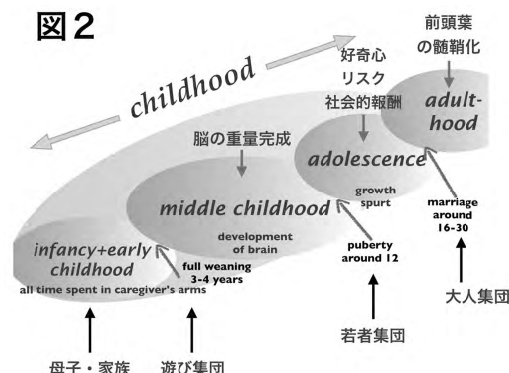 図2
前頭葉
の髄鞘化
好奇心
リスク
社会的報酬
childhood
adult-
hood
脳の重量完成
adolescence
growth
spurt
middle childhood
marriage
around
16-30
development
of brain
infancy+early
childhood
puberty
around 12
full weaning
3-4 years
all time spent in caregiver's arms
大人集団
若者集団
母子・家族
遊び集団